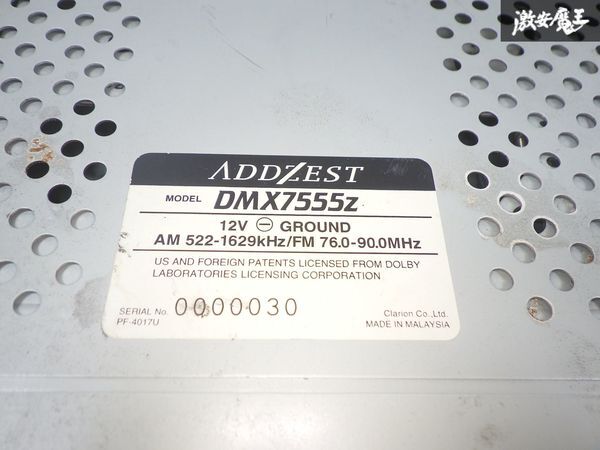 激安魔王
ADDZEST
MODEL DMX7555z
12V ⊖ GROUND
AM 522-1629kHz/FM 76.0-90.0MHz
US AND FOREIGN PATENTS LICENSED FROM DOLBY
LABORATORIES LICENSING CORPORATION
SERIAL No. 0000030
PF-4017U
Clarion Co.,Ltd.
MADE IN MALAYSIA